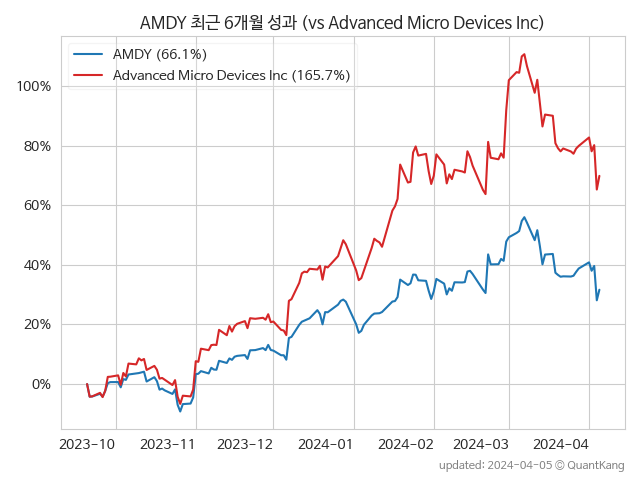 AMDY 최근 6개월 성과 (vs Advanced Micro Devices Inc)
AMDY (66.1%)
Advanced Micro Devices Inc (165.7%)
100%
80%
60%
40%
20%
0%
2023-10 2023-11 2023-12 2024-01 2024-02 2024-03 2024-04
updated: 2024-04-05 © QuantKang